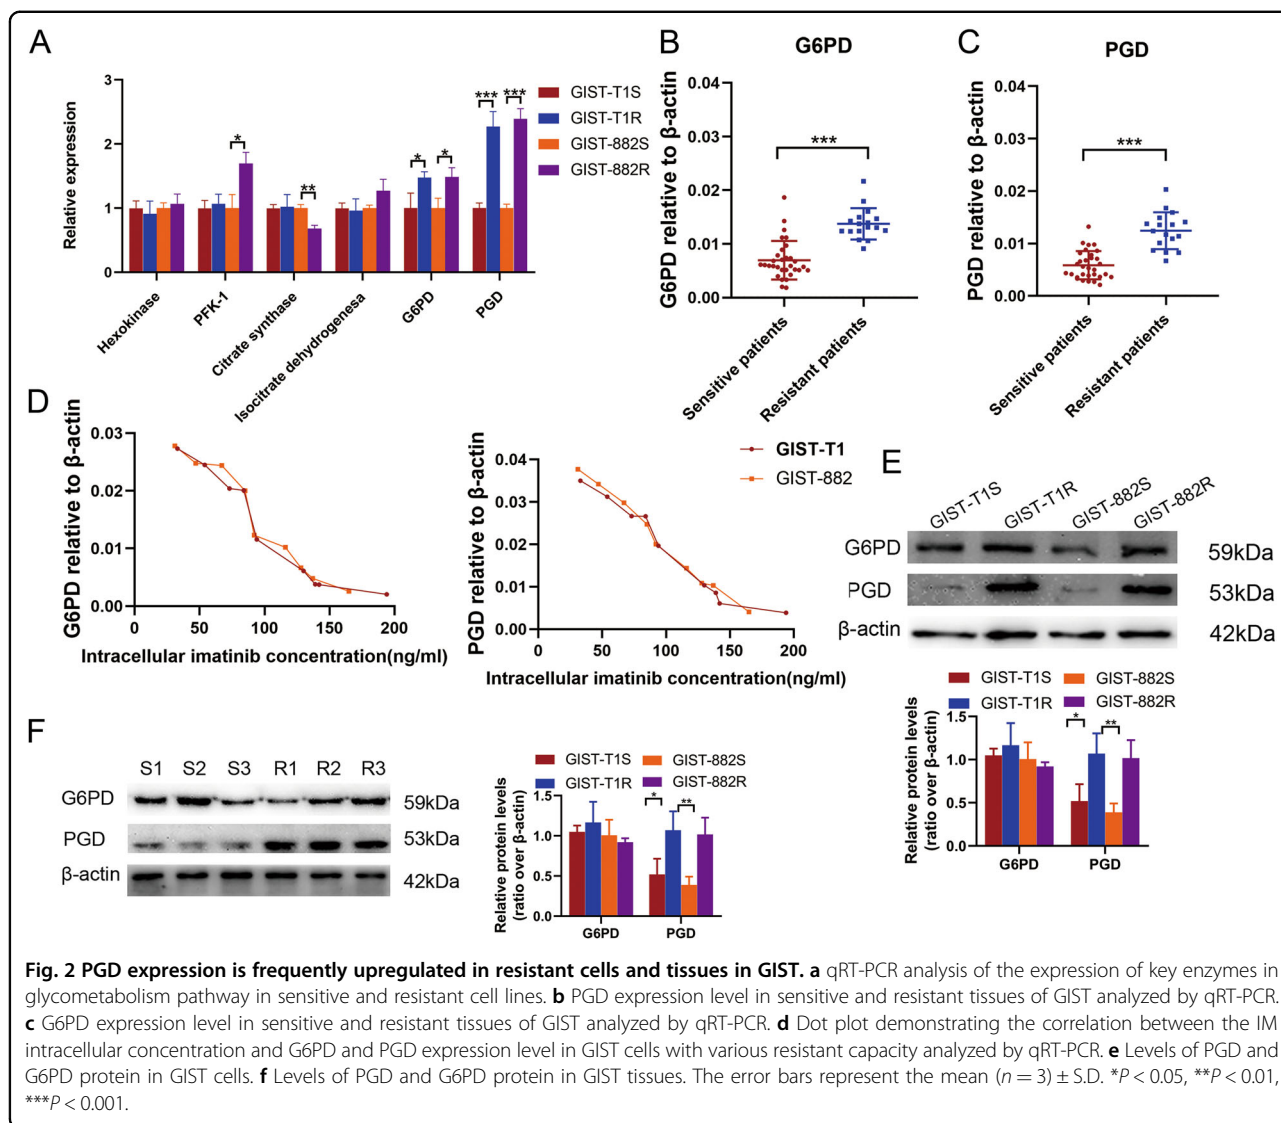 A
Relative expression
3
2
1
0
*
**
*
*
***
***
GIST-T1S
GIST-T1R
GIST-882S
GIST-882R
Hexokinase
PFK-1
Citrate synthase
Isocitrate dehydrogenesa
G6PD
PGD
B
G6PD
G6PD relative to β-actin
0.04
0.03
0.02
0.01
0.00
***
Sensitive patients
Resistant patients
C
PGD
PGD relative to β-actin
0.04
0.03
0.02
0.01
0.00
***
Sensitive patients
Resistant patients
D
G6PD relative to β-actin
0.03
0.02
0.01
0.00
0 50 100 150 200
Intracellular imatinib concentration(ng/ml)
PGD relative to β-actin
0.04
0.03
0.02
0.01
0.00
0 50 100 150 200
Intracellular imatinib concentration(ng/ml)
GIST-T1
GIST-882
E
GIST-T1S GIST-T1R GIST-882S GIST-882R
G6PD 59kDa
PGD 53kDa
β-actin 42kDa
GIST-T1S GIST-882S
GIST-T1R GIST-882R
Relative protein levels
(ratio over β-actin)
1.5
1.0
0.5
0.0
* **
G6PD PGD
F
S1 S2 S3 R1 R2 R3
G6PD 59kDa
PGD 53kDa
β-actin 42kDa
GIST-T1S GIST-882S
GIST-T1R GIST-882R
Relative protein levels
(ratio over β-actin)
1.5
1.0
0.5
0.0
* **
G6PD PGD
Fig. 2 PGD expression is frequently upregulated in resistant cells and tissues in GIST. a qRT-PCR analysis of the expression of key enzymes in
glycometabolism pathway in sensitive and resistant cell lines. b PGD expression level in sensitive and resistant tissues of GIST analyzed by qRT-PCR.
c G6PD expression level in sensitive and resistant tissues of GIST analyzed by qRT-PCR. d Dot plot demonstrating the correlation between the IM
intracellular concentration and G6PD and PGD expression level in GIST cells with various resistant capacity analyzed by qRT-PCR. e Levels of PGD and
G6PD protein in GIST cells. f Levels of PGD and G6PD protein in GIST tissues. The error bars represent the mean (n = 3) ± S.D. *P < 0.05, **P < 0.01,
***P < 0.001.